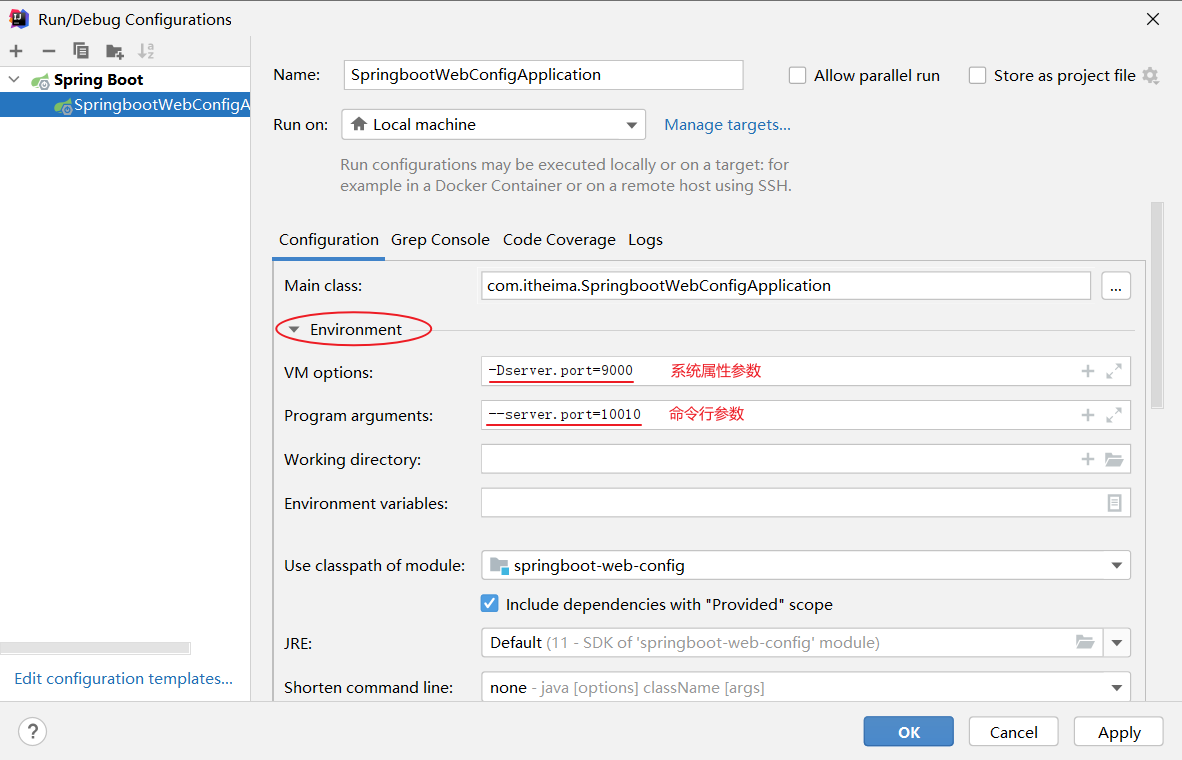 Run/Debug Configurations
Spring Boot
SpringbootWebConfigA
Name: SpringbootWebConfigApplication
Allow parallel run
Store as project file
Run on: Local machine
Manage targets...
Run configurations may be executed locally or on a target: for
example in a Docker Container or on a remote host using SSH.
Configuration Grep Console Code Coverage Logs
Main class: com.itheima.SpringbootWebConfigApplication ...
Environment
VM options: -Dserver.port=9000 系统属性参数
Program arguments: --server.port=10010 命令行参数
Working directory:
Environment variables:
Use classpath of module: springboot-web-config
Include dependencies with "Provided" scope
JRE: Default (11 - SDK of 'springboot-web-config' module)
Shorten command line: none - java [options] className [args]
Edit configuration templates...
? OK Cancel Apply